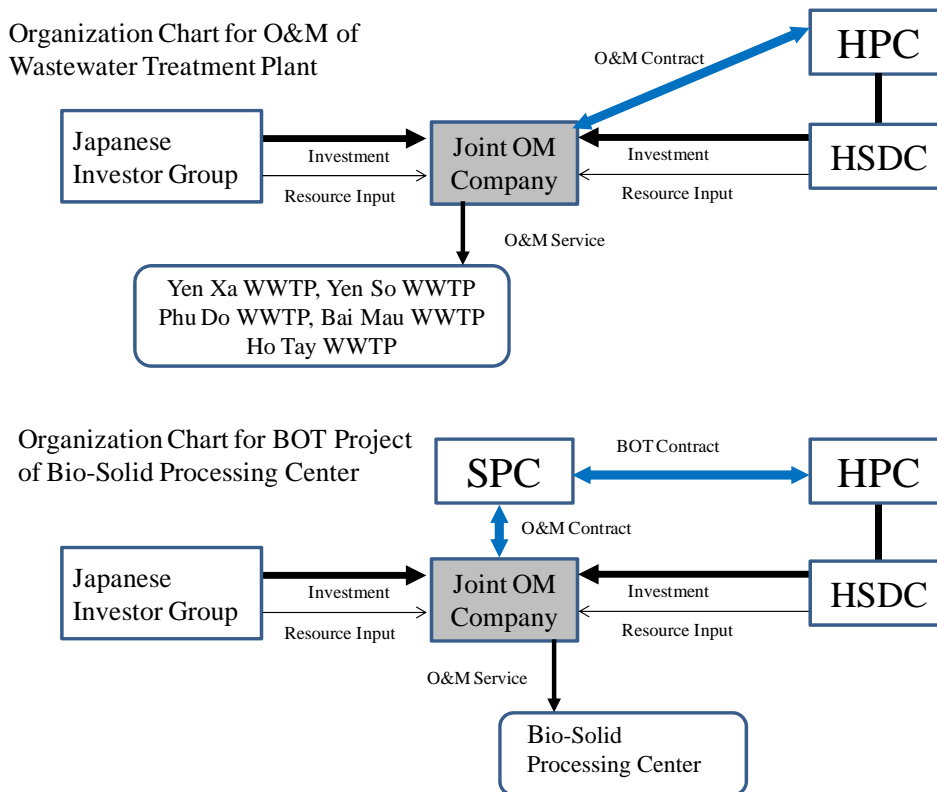 Organization Chart for O&M of
Wastewater Treatment Plant
HPC
O&M Contract
Japanese
Investor Group
Investment
Resource Input
Joint OM
Company
Investment
Resource Input
HSDC
O&M Service
Yen Xa WWTP, Yen So WWTP
Phu Do WWTP, Bai Mau WWTP
Ho Tay WWTP
Organization Chart for BOT Project
of Bio-Solid Processing Center
SPC
BOT Contract
HPC
O&M Contract
Japanese
Investor Group
Investment
Resource Input
Joint OM
Company
Investment
Resource Input
HSDC
O&M Service
Bio-Solid
Processing Center